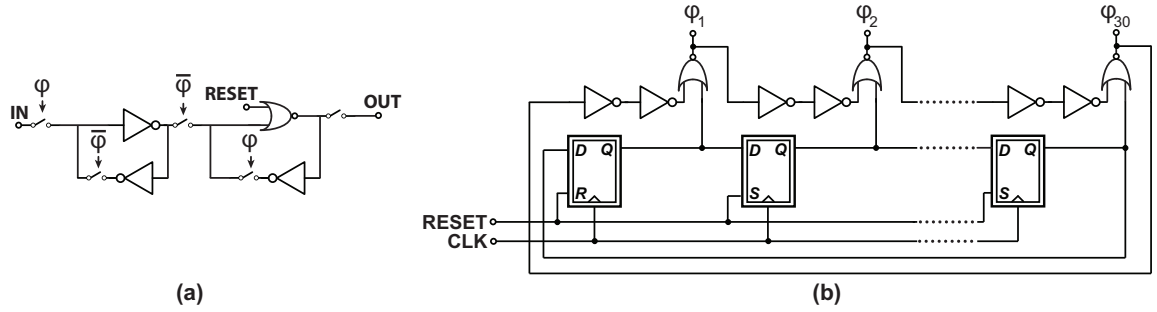 φ
IN
φ̅
φ̅
RESET
φ
OUT
(a)
φ1
φ2
φ30
D Q
R
D Q
S
D Q
S
RESET
CLK
(b)